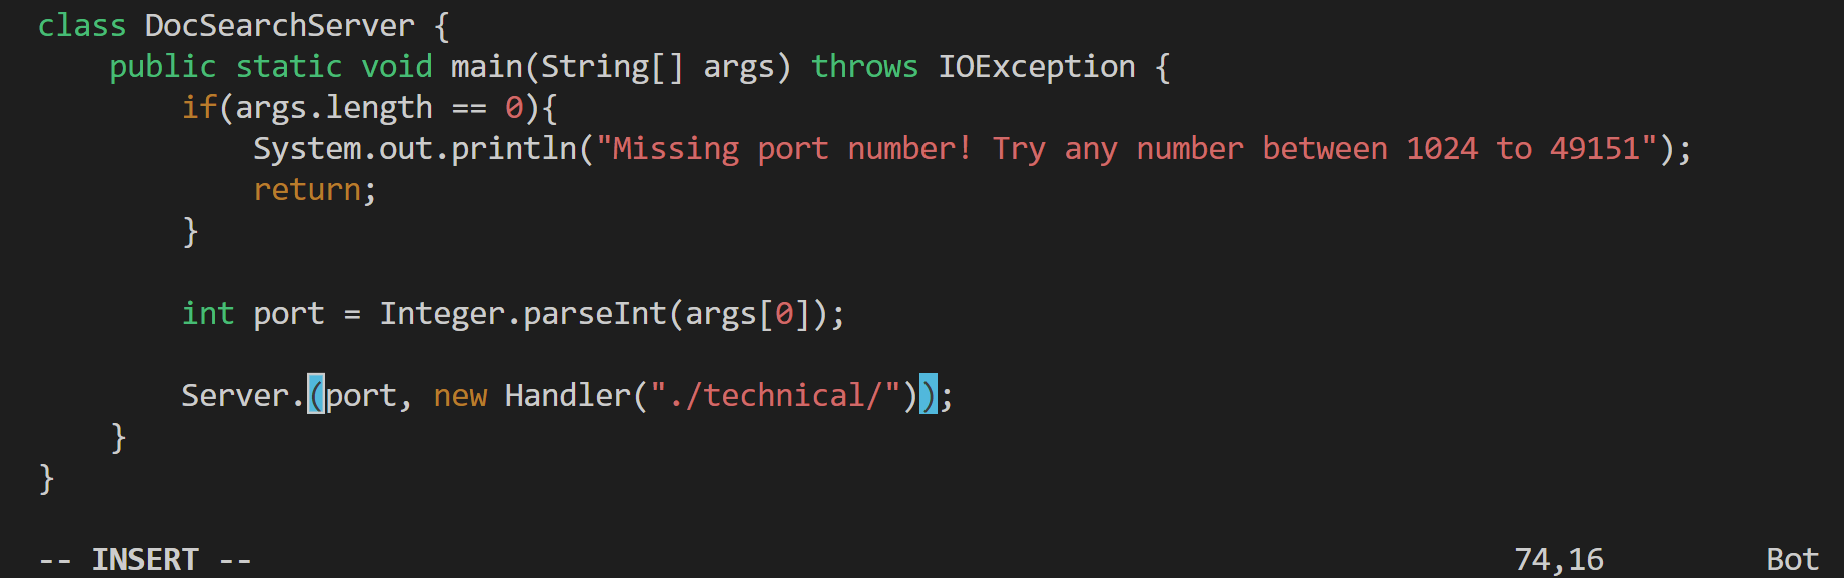 class DocSearchServer {
    public static void main(String[] args) throws IOException {
        if(args.length == 0){
            System.out.println("Missing port number! Try any number between 1024 to 49151");
            return;
        }

        int port = Integer.parseInt(args[0]);

        Server.(port, new Handler("./technical/"));
    }
}
-- INSERT --                                                    74,16         Bot